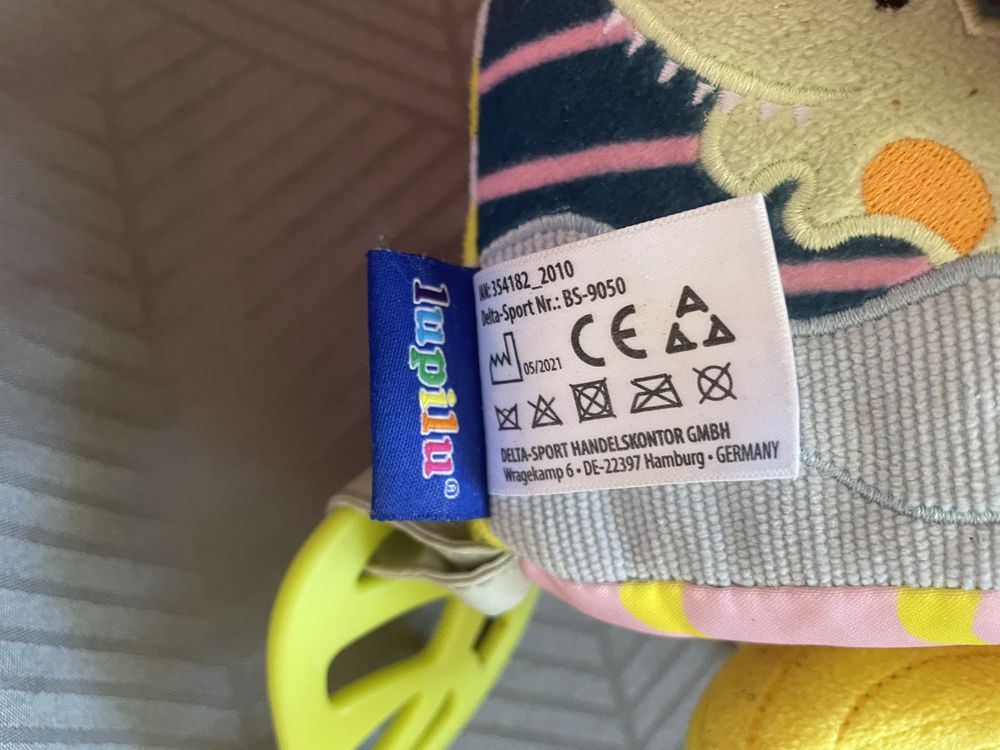 lupilu®
IAN: 354182_2010
Delta-Sport Nr.: BS-9050
05/2021
CE
DELTA-SPORT HANDELSKONTOR GMBH
Wragekamp 6 • DE-22397 Hamburg • GERMANY